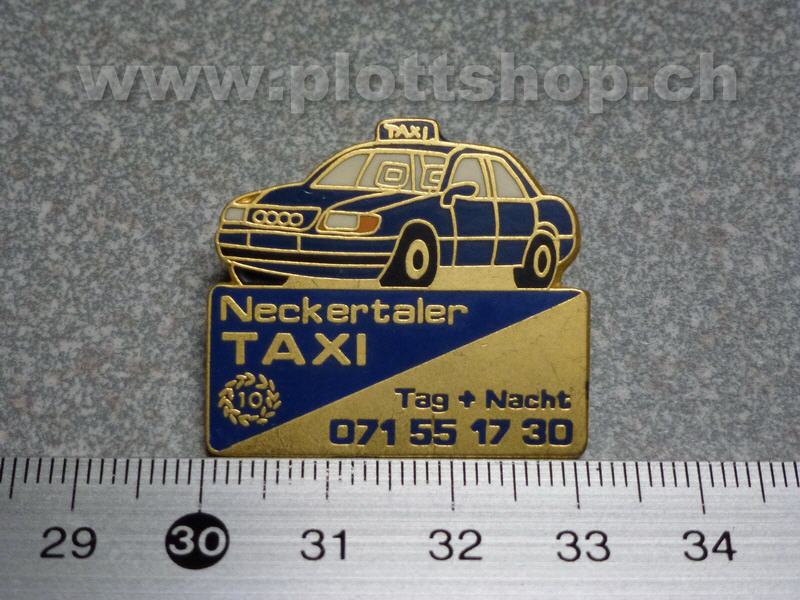 www.plottshop.ch
TAXI
Neckertaler
TAXI
10
Tag + Nacht
071 55 17 30
29 30 31 32 33 34